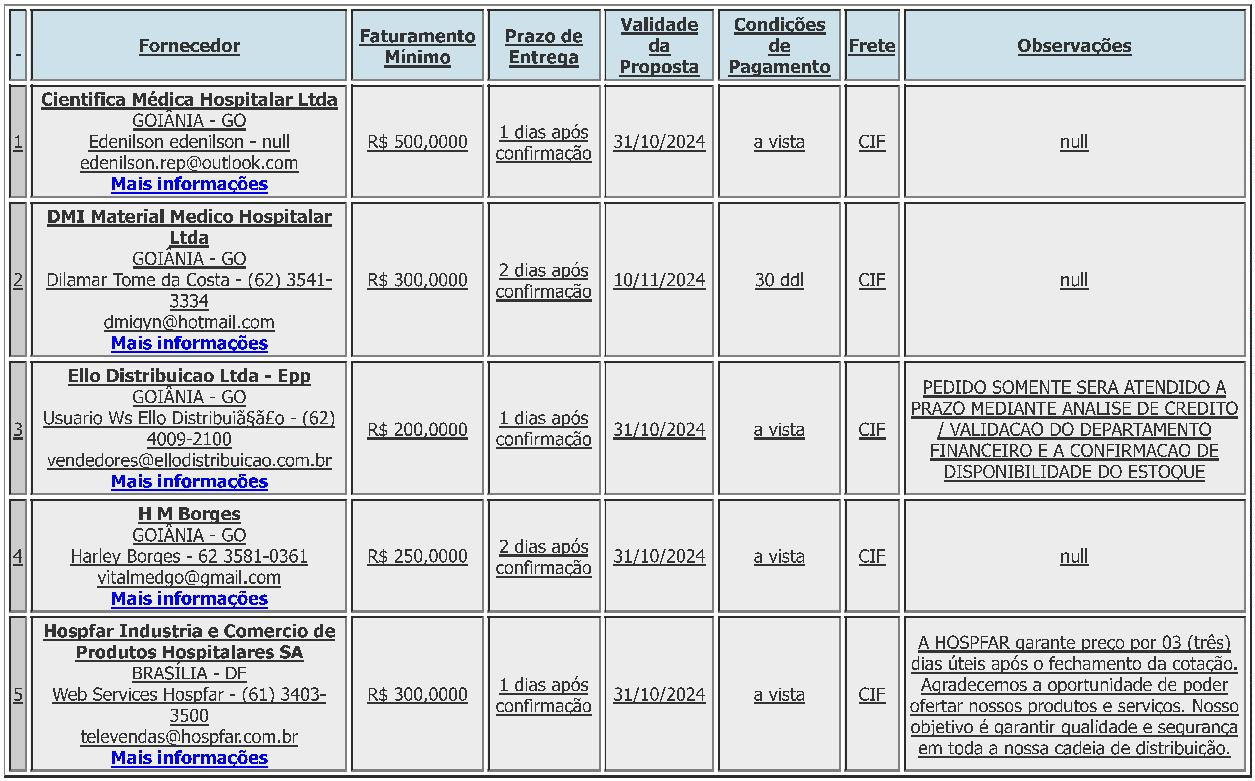 -
Fornecedor
Faturamento
Mínimo
Prazo de
Entrega
Validade
da
Proposta
Condições
de
Pagamento
Frete
Observações
1
Cientifica Médica Hospitalar Ltda
GOIÂNIA - GO
Edenilson edenilson - null
edenilson.rep@outlook.com
Mais informações
R$ 500,0000
1 dias após
confirmação
31/10/2024
a vista
CIF
null
2
DMI Material Medico Hospitalar
Ltda
GOIÂNIA - GO
Dilamar Tome da Costa - (62) 3541-
3334
dmigyn@hotmail.com
Mais informações
R$ 300,0000
2 dias após
confirmação
10/11/2024
30 ddl
CIF
null
3
Ello Distribuicao Ltda - Epp
GOIÂNIA - GO
Usuario Ws Ello Distribuiã§ã£o - (62)
4009-2100
vendedores@ellodistribuicao.com.br
Mais informações
R$ 200,0000
1 dias após
confirmação
31/10/2024
a vista
CIF
PEDIDO SOMENTE SERA ATENDIDO A
PRAZO MEDIANTE ANALISE DE CREDITO
/ VALIDACAO DO DEPARTAMENTO
FINANCEIRO E A CONFIRMACAO DE
DISPONIBILIDADE DO ESTOQUE
4
H M Borges
GOIÂNIA - GO
Harley Borges - 62 3581-0361
vitalmedgo@gmail.com
Mais informações
R$ 250,0000
2 dias após
confirmação
31/10/2024
a vista
CIF
null
5
Hospfar Industria e Comercio de
Produtos Hospitalares SA
BRASÍLIA - DF
Web Services Hospfar - (61) 3403-
3500
televendas@hospfar.com.br
Mais informações
R$ 300,0000
1 dias após
confirmação
31/10/2024
a vista
CIF
A HOSPFAR garante preço por 03 (três)
dias úteis após o fechamento da cotação.
Agradecemos a oportunidade de poder
ofertar nossos produtos e serviços. Nosso
objetivo é garantir qualidade e segurança
em toda a nossa cadeia de distribuição.